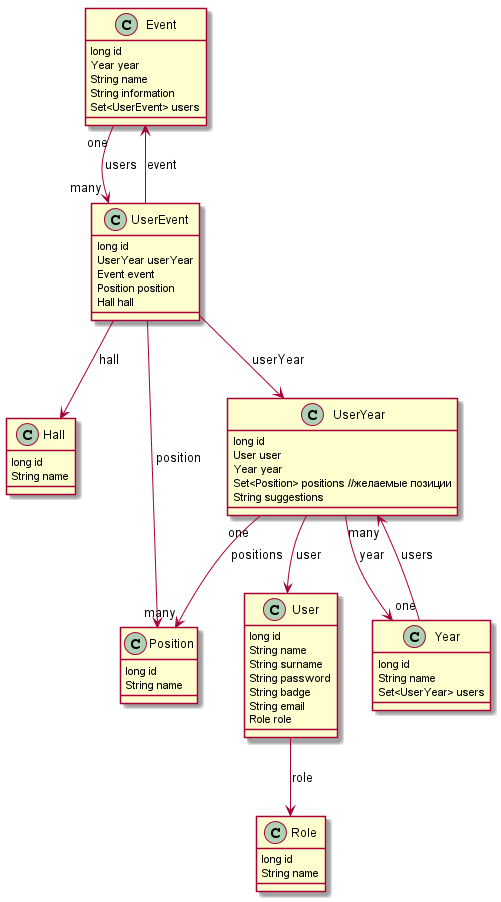 C Event
long id
Year year
String name
String information
Set<UserEvent> users
one
users
event
many
C UserEvent
long id
UserYear userYear
Event event
Position position
Hall hall
hall
userYear
position
C Hall
long id
String name
C UserYear
long id
User user
Year year
Set<Position> positions //желаемые позиции
String suggestions
one
many
positions
user
year
users
many
one
C Position
long id
String name
C User
long id
String name
String surname
String password
String badge
String email
Role role
C Year
long id
String name
Set<UserYear> users
role
C Role
long id
String name